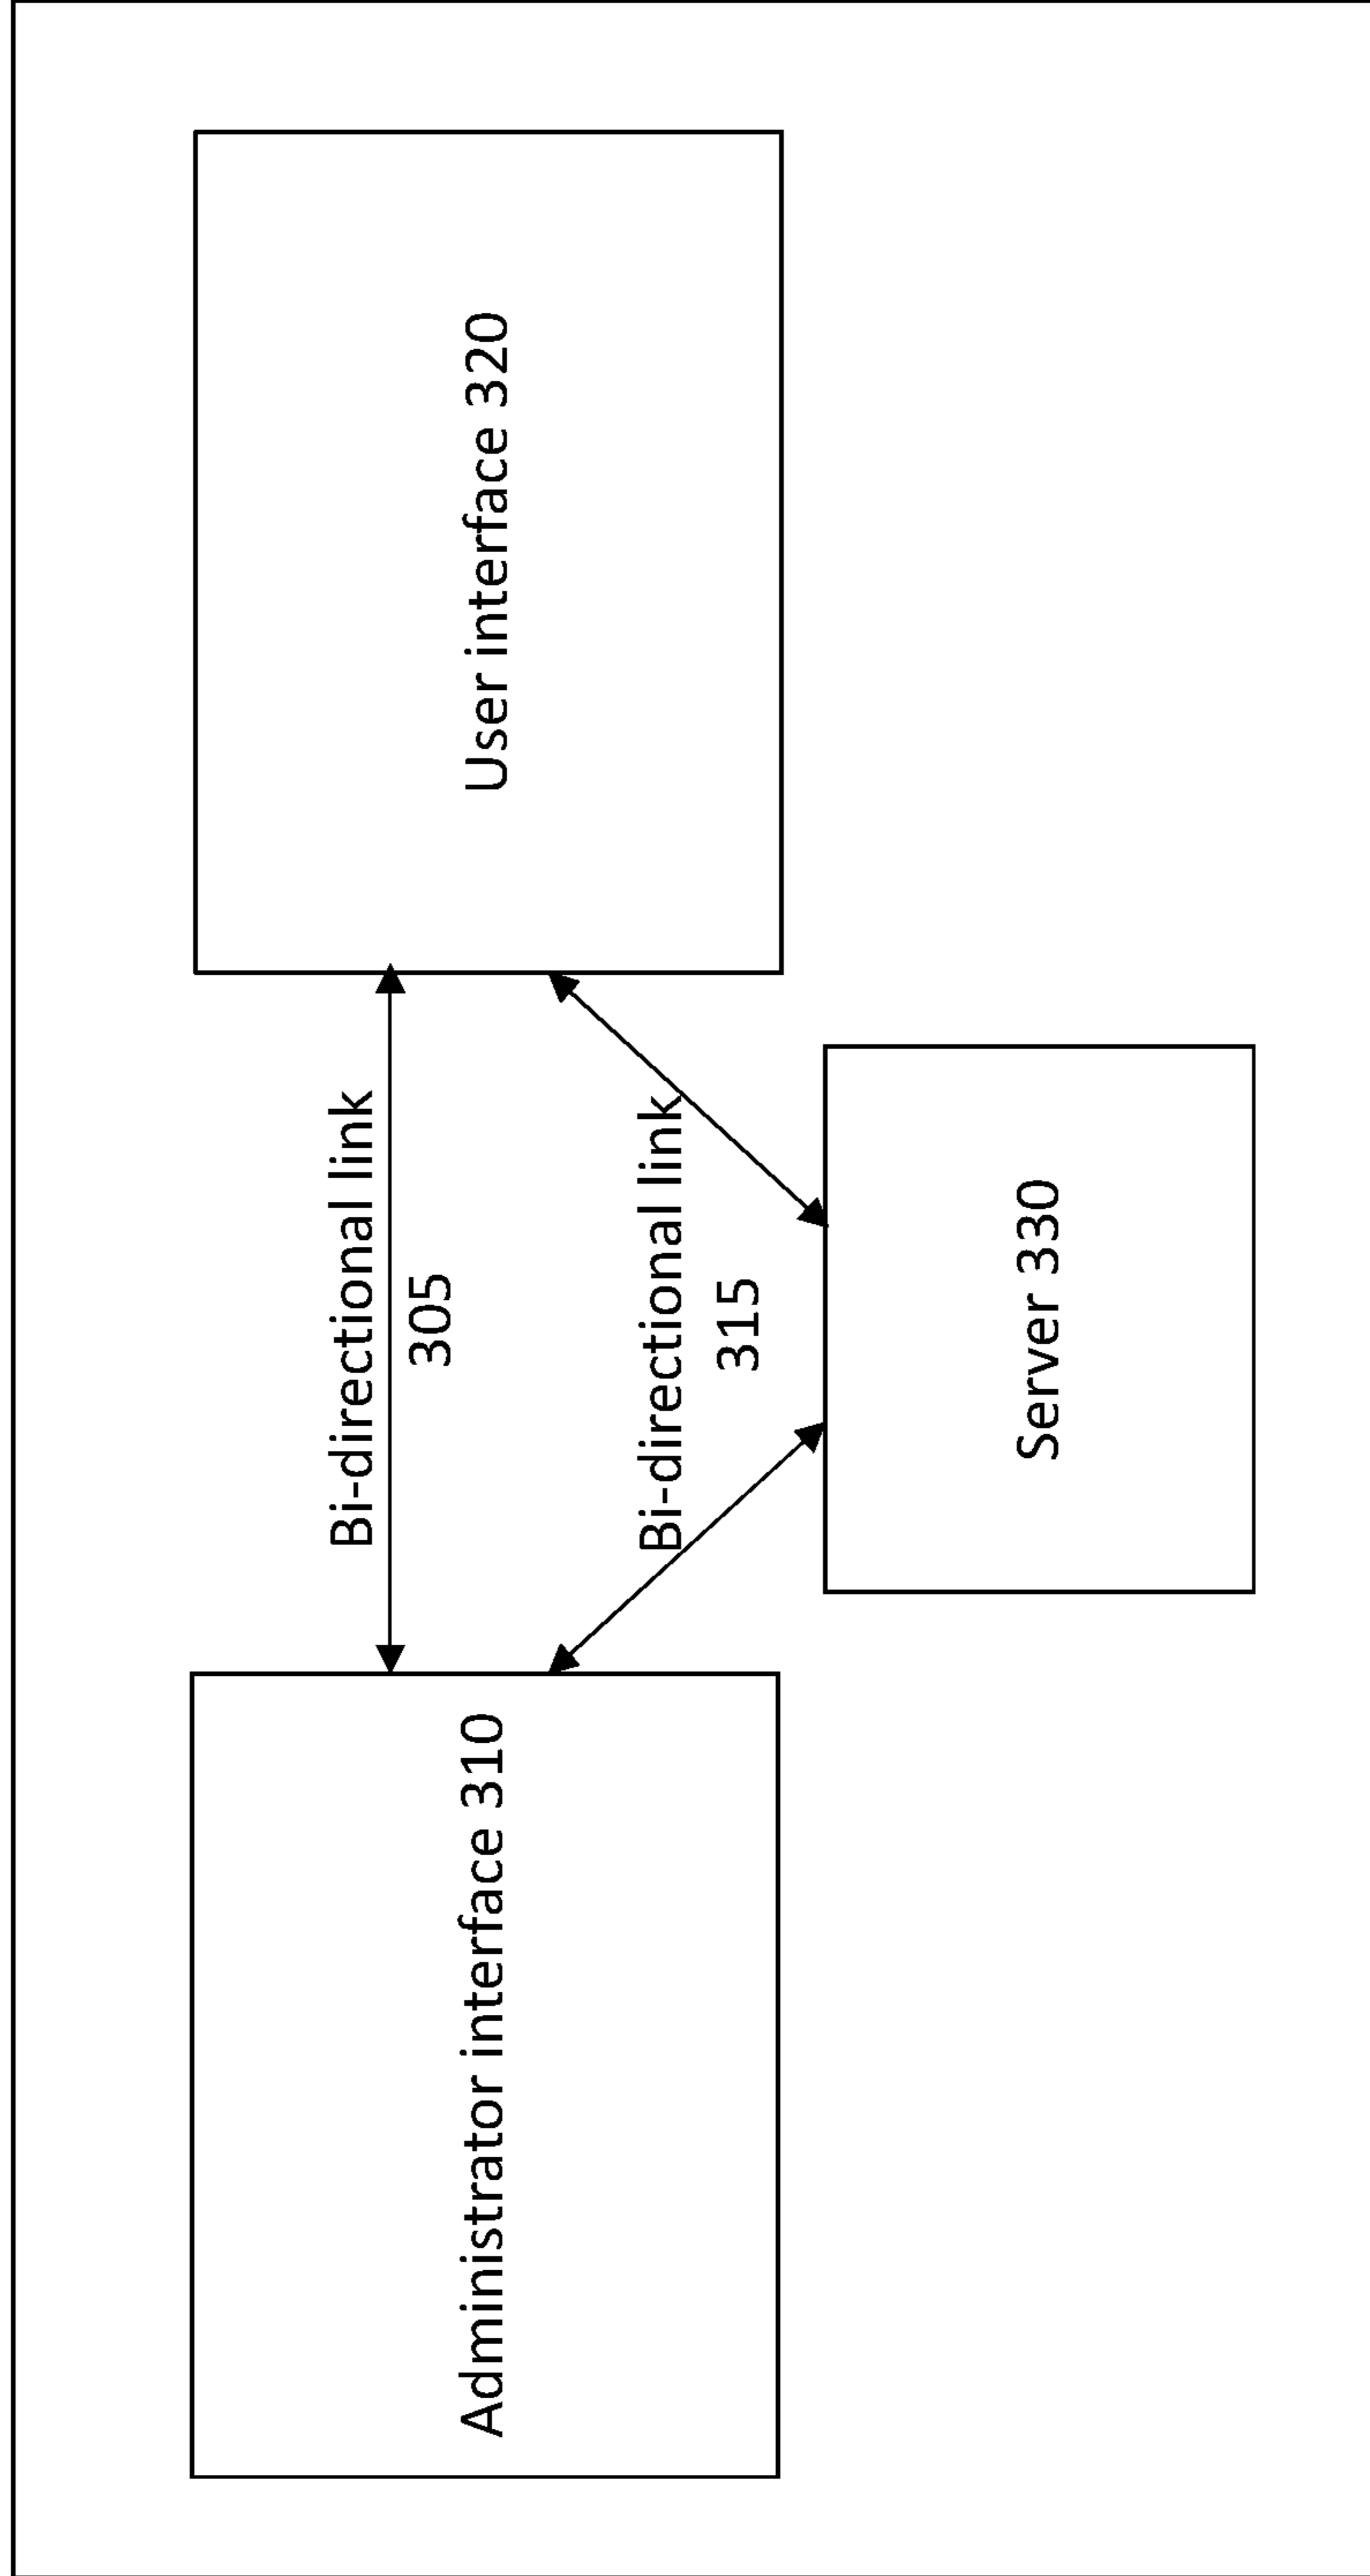 Administrator interface 310
Bi-directional link
305
User interface 320
Bi-directional link
315
Server 330